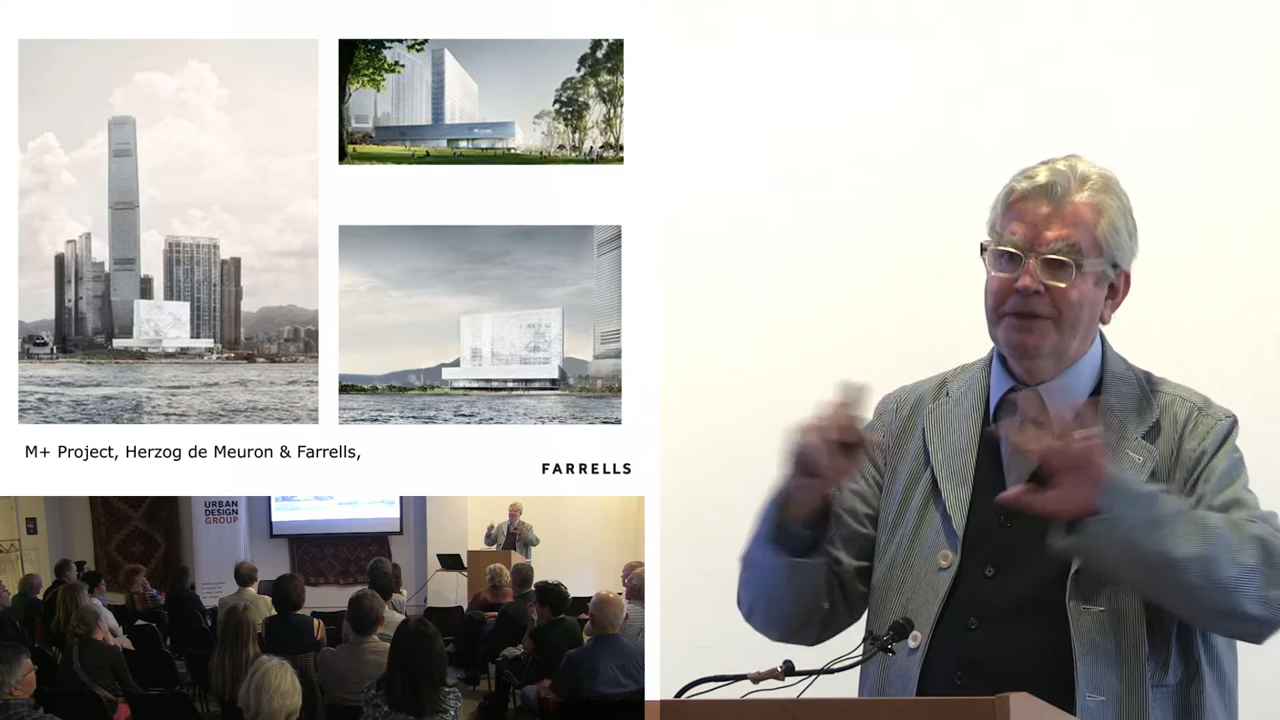 M+ Project, Herzog de Meuron & Farrells,
FARRELLS
URBAN
DESIGN
GROUP